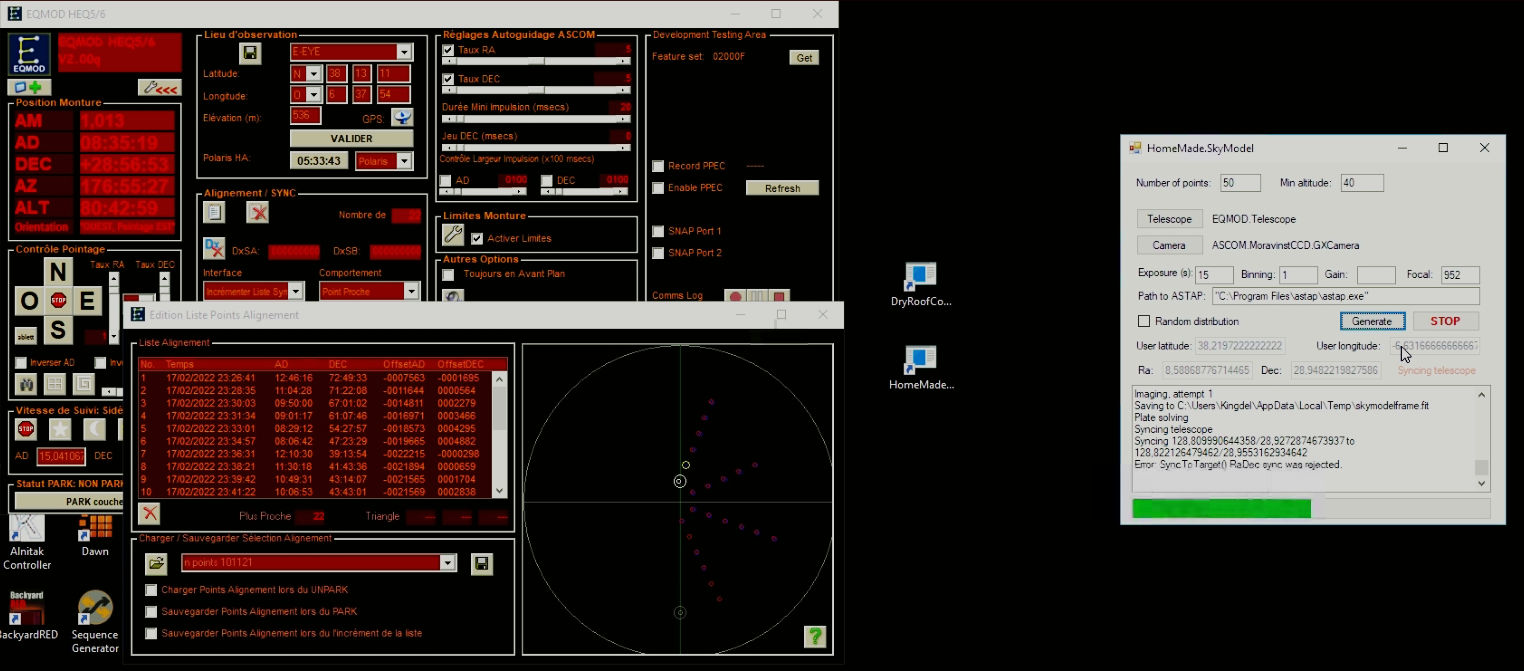 EQMOD HEQ5/6
EQMOD
EQMOD HEQ5/6
V2.00g
<<<
Position Monture
AM 1,013
AD 08:35:19
DEC +28:56:53
AZ 176:55:27
ALT 80:42:59
Orientation
Contrôle Pointage
Taux RA Taux DEC
N
O STOP E
S
1
Inverser AD
Vitesse de Suivi: Sidé
STOP
AD 15,041067 DEC
Statut PARK: NON PARK
PARK couche
Lieu d'observation
E-EYE
Latitude: N 38 13 11
Longitude: O 6 37 54
Elévation (m): 536 GPS:
VALIDER
Polaris HA: 05:33:43 Polaris
Alignement / SYNC
Nombre de 22
DxSA: 000000000 DxSB: 000000000
Interface Comportement
Incrémenter Liste Syn Point Proche
Réglages Autoguidage ASCOM
Taux RA 5
Taux DEC 5
Durée Mini Impulsion (msecs) 20
Jeu DEC (msecs) 0
Contrôle Largeur Impulsion (x100 msecs)
AD 0100 DEC 0100
Limites Monture
Activer Limites
Autres Options
Toujours en Avant Plan
Development Testing Area
Feature set: 02000F Get
Record PPEC -----
Enable PPEC Refresh
SNAP Port 1
SNAP Port 2
Comms Log
Edition Liste Points Alignement
Liste Alignement
No. Temps AD DEC OffsetAD OffsetDEC
1 17/02/2022 23:26:41 12:46:16 72:49:33 -0007563 -0001695
2 17/02/2022 23:28:35 11:04:28 71:22:08 -0011644 0000564
3 17/02/2022 23:30:03 09:50:00 67:01:02 -0014811 0002279
4 17/02/2022 23:31:34 09:01:17 61:07:46 -0016971 0003466
5 17/02/2022 23:33:01 08:29:12 54:27:57 -0018573 0004295
6 17/02/2022 23:34:57 08:06:42 47:23:29 -0019665 0004882
7 17/02/2022 23:36:31 12:10:30 39:13:54 -0022215 -0000298
8 17/02/2022 23:38:21 11:30:18 41:43:36 -0021894 0000659
9 17/02/2022 23:39:42 10:49:31 43:14:07 -0021565 0001704
10 17/02/2022 23:41:22 10:06:53 43:43:01 -0021569 0002838
Plus Proche 22 Triangle --- --- ---
Charger / Sauvegarder Sélection Alignement
n points 101121
Charger Points Alignement lors du UNPARK
Sauvegarder Points Alignement lors du PARK
Sauvegarder Points Alignement lors de l'incrément de la liste
?
Alnitak
Controller
Dawn
Backyard
BackyardRED
Sequence
Generator
DryRoofCo...
HomeMade...
HomeMade.SkyModel
Number of points: 50 Min altitude: 40
Telescope EQMOD.Telescope
Camera ASCOM.MoravinstCCD.GXCamera
Exposure (s): 15 Binning: 1 Gain: Focal: 952
Path to ASTAP: "C:\Program Files\astap\astap.exe"
Random distribution Generate STOP
User latitude: 38,2197222222222 User longitude: -6,63166666666667
Ra: 8,58868776714465 Dec: 28,9482219827586 Syncing telescope
Imaging, attempt 1
Saving to C:\Users\Kingdel\AppData\Local\Temp\skymodelframe.fit
Plate solving
Syncing telescope
Syncing 128,809990644358/28,9272874673937 to
128,822126479462/28,9553162934642
Error: SyncToTarget() RaDec sync was rejected.